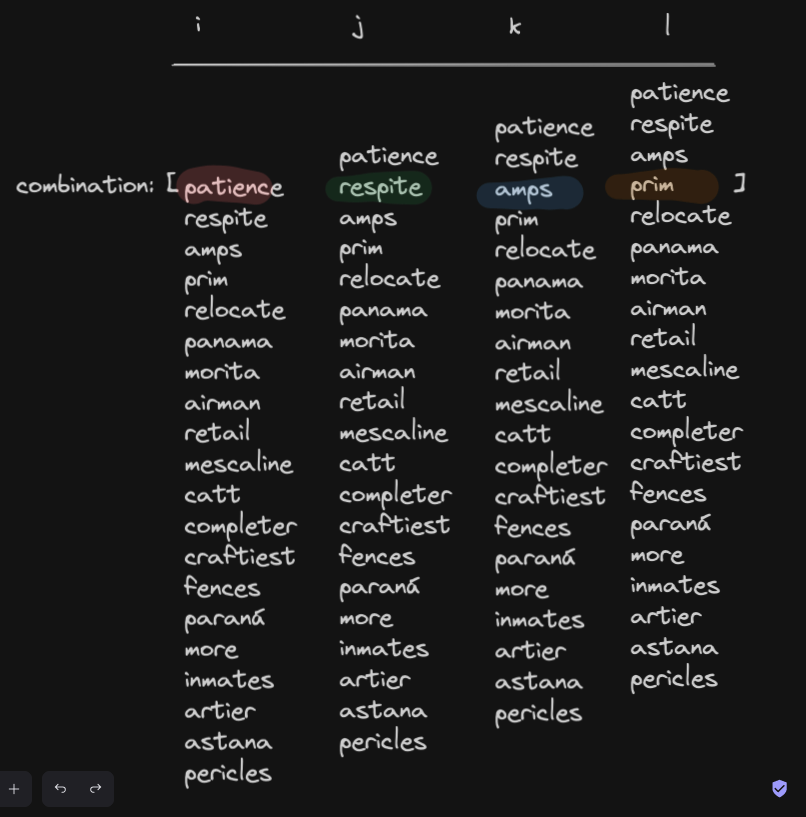 i j k l
patience
patience respite
patience respite amps
combination: [ patience respite amps prim ]
respite amps prim relocate
amps prim relocate panama
prim relocate panama morita
relocate panama morita airman
panama morita airman retail
morita airman retail mescaline
airman retail mescaline catt
retail mescaline catt completer
mescaline catt completer craftiest
catt completer craftiest fences
completer craftiest fences paraná
craftiest fences paraná more
fences paraná more inmates
paraná more inmates artier
more inmates artier astana
inmates artier astana pericles
artier astana pericles
astana pericles
pericles